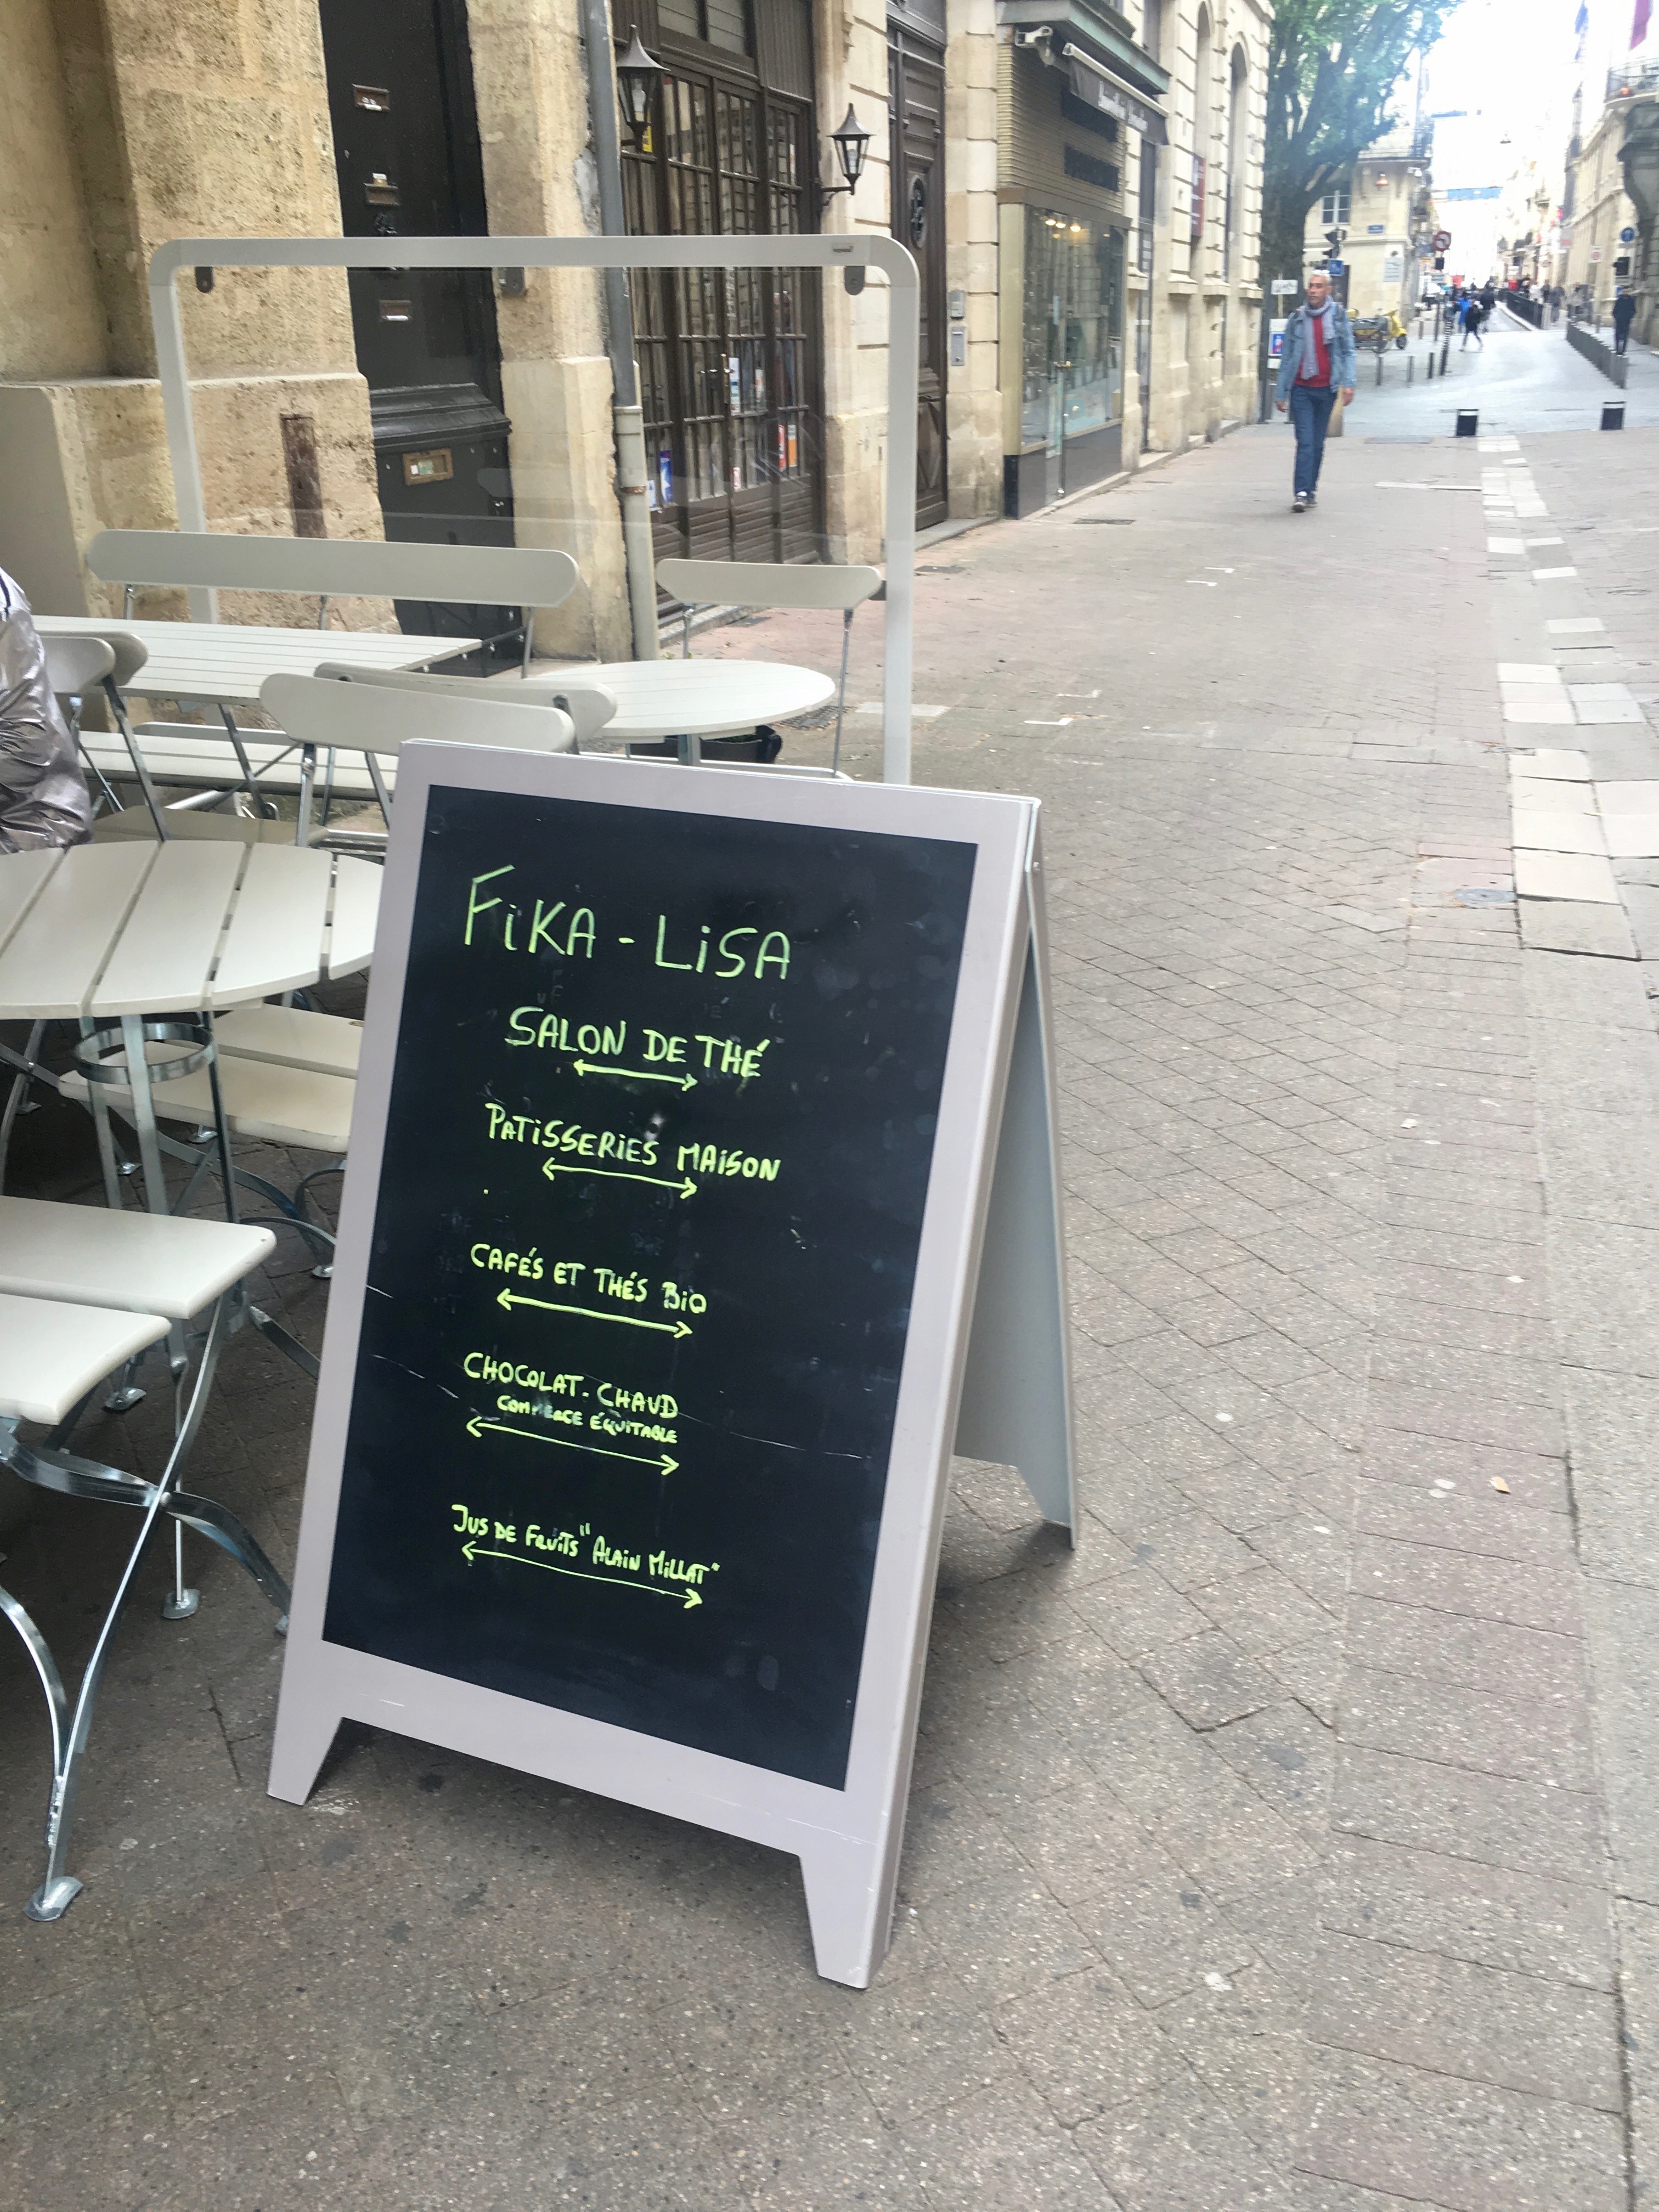 FiKA - LiSA
SALON DE THÉ
PATISSERIES MAISON
CAFÉS ET THÉS BiO
CHOCOLAT-CHAUD
COMMERCE ÉQUITABLE
JUS DE FRUiTS "ALAIN MiLLAT"